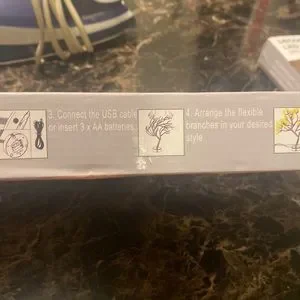 3. Connect the USB cable
or insert 3 x AA batteries.
4. Arrange the flexible
branches in your desired
style